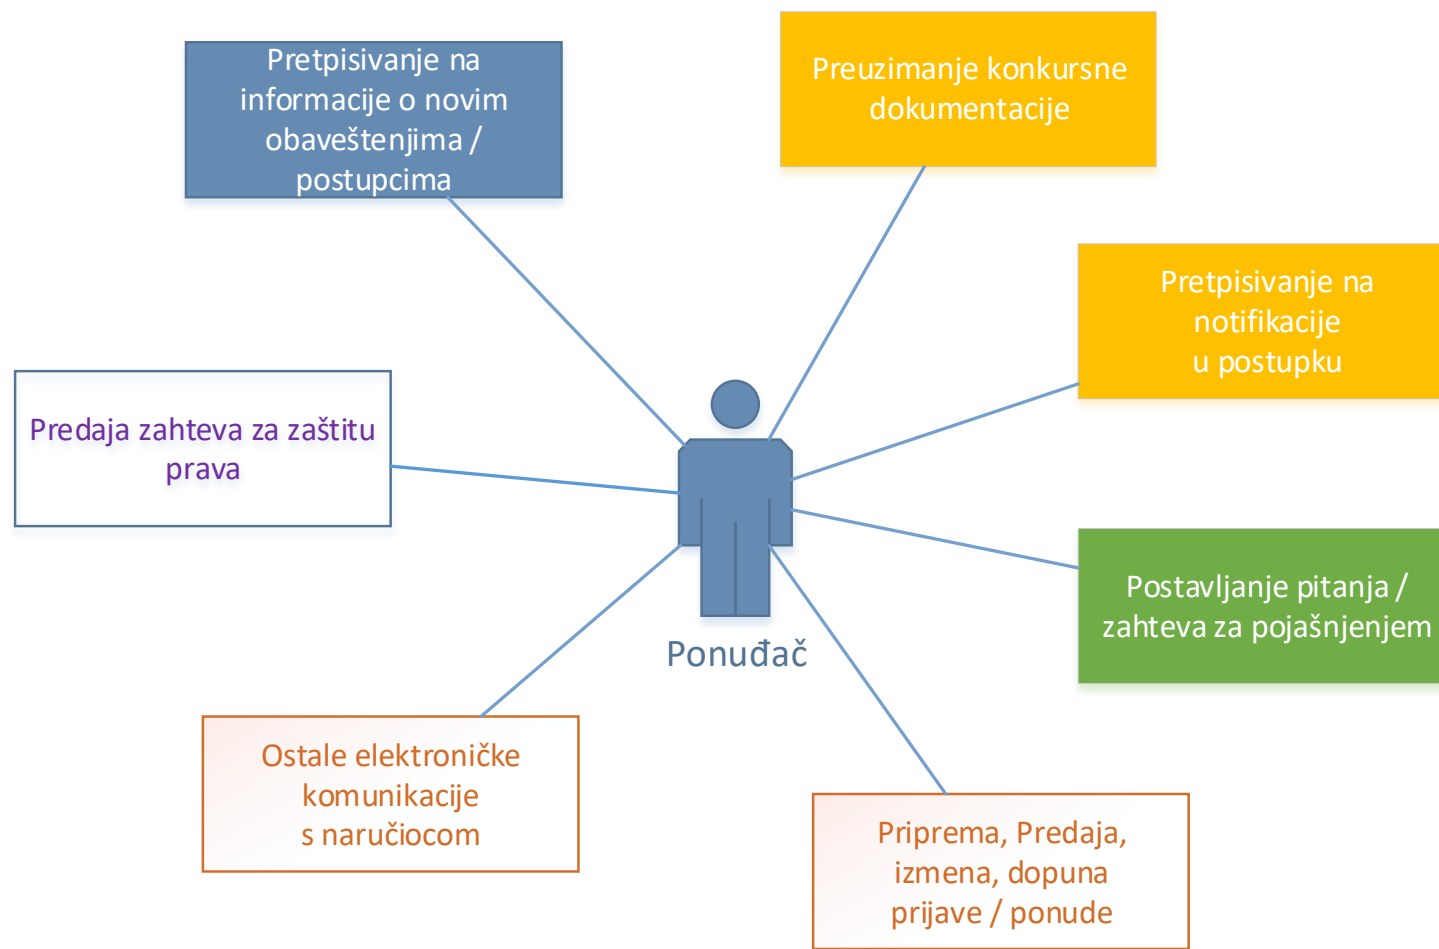 Pretpisivanje na
informacije o novim
obaveštenjima /
postupcima
Preuzimanje konkursne
dokumentacije
Pretpisivanje na
notifikacije
u postupku
Predaja zahteva za zaštitu
prava
Postavljanje pitanja /
zahteva za pojašnjenjem
Ponuđač
Ostale elektroničke
komunikacije
s naručiocom
Priprema, Predaja,
izmena, dopuna
prijave / ponude